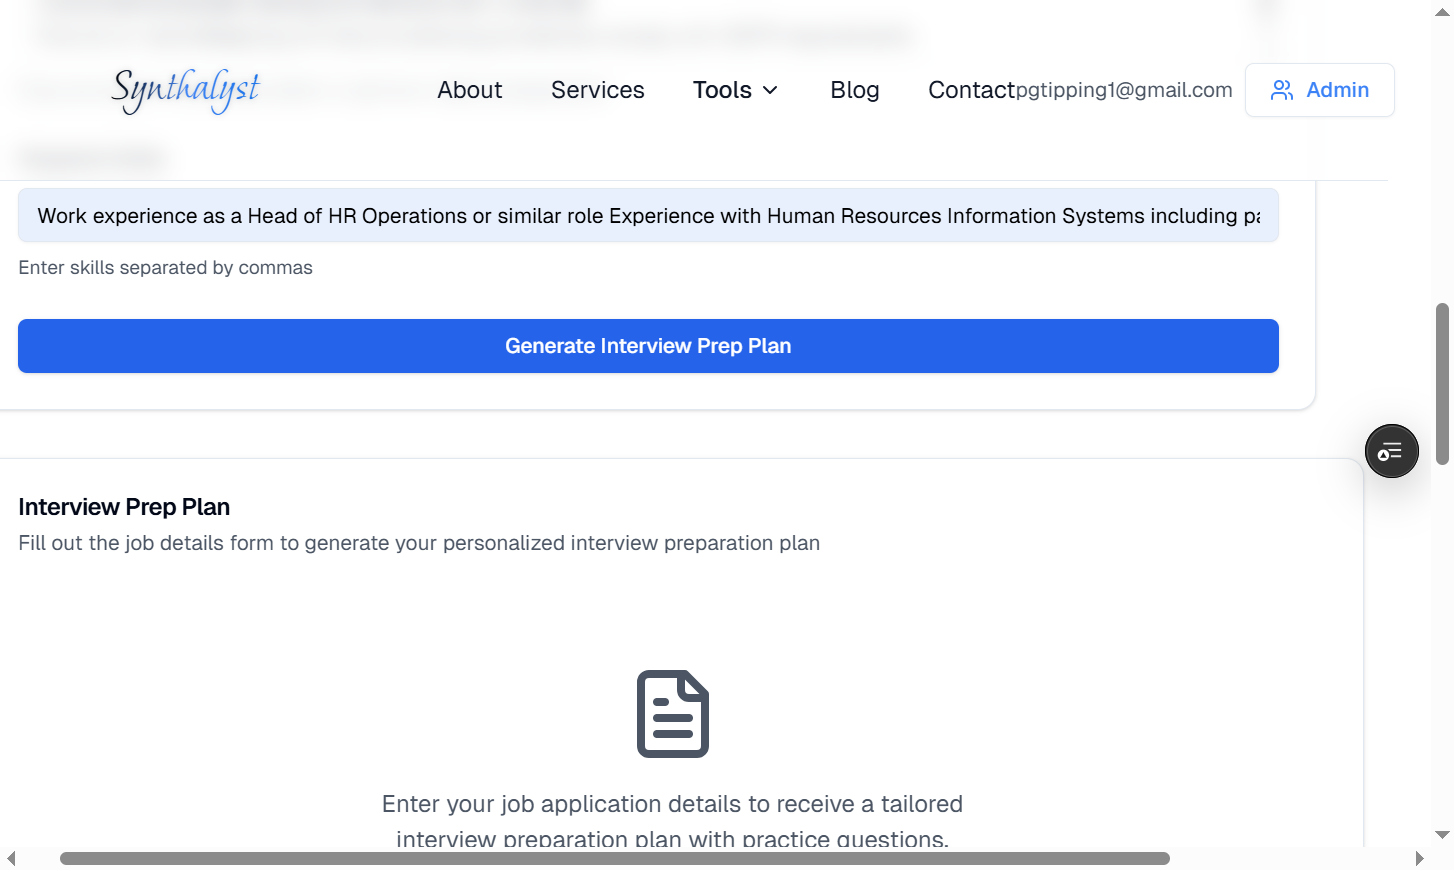 Synthalyst
About
Services
Tools
Blog
Contact
pgtipping1@gmail.com
Admin
Work experience as a Head of HR Operations or similar role Experience with Human Resources Information Systems including
Enter skills separated by commas
Generate Interview Prep Plan
Interview Prep Plan
Fill out the job details form to generate your personalized interview preparation plan
Enter your job application details to receive a tailored
interview preparation plan with practice questions.